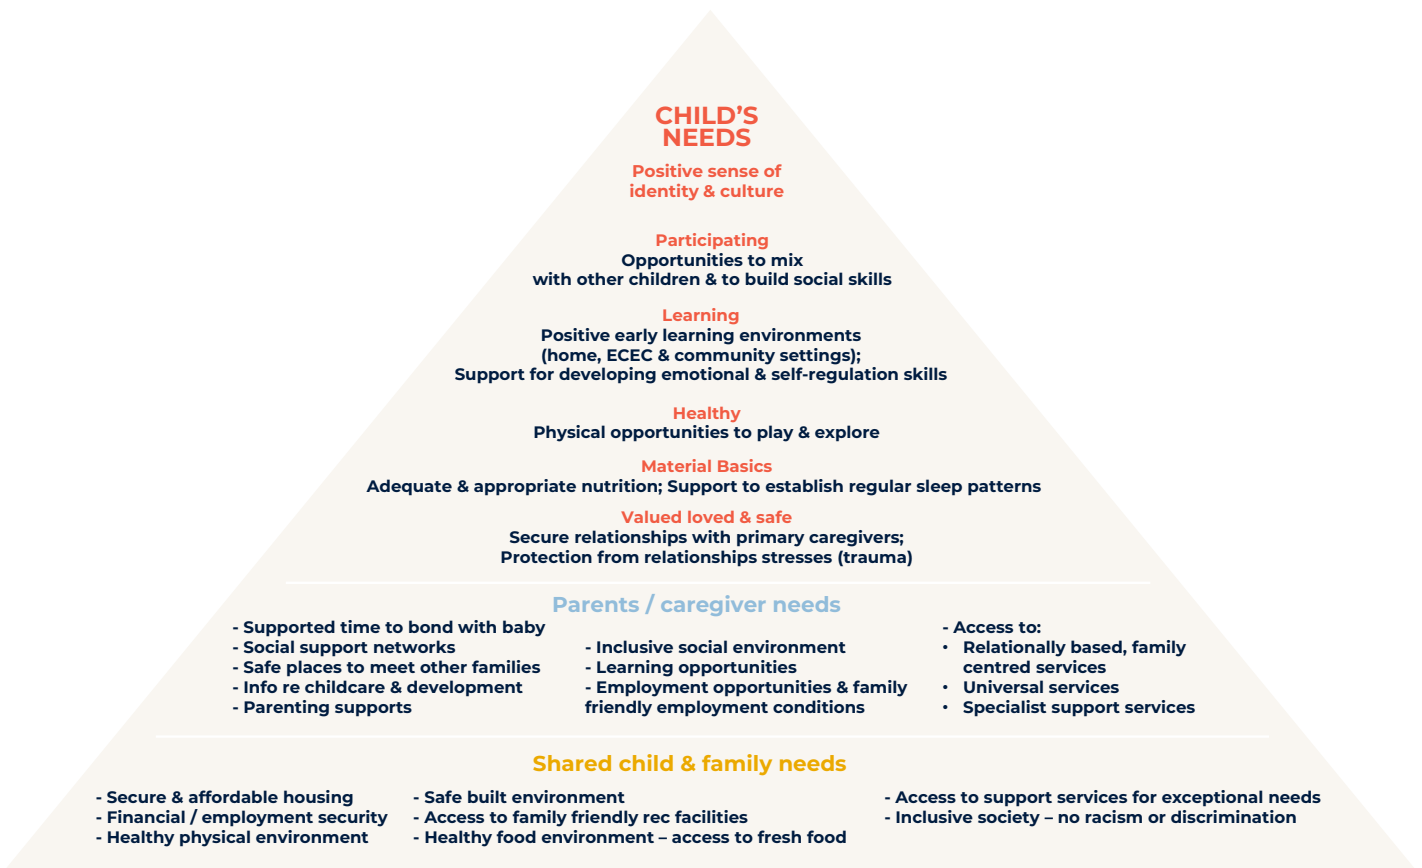 CHILD’S
NEEDS
Positive sense of
identity & culture
Participating
Opportunities to mix
with other children & to build social skills
Learning
Positive early learning environments
(home, ECEC & community settings);
Support for developing emotional & self-regulation skills
Healthy
Physical opportunities to play & explore
Material Basics
Adequate & appropriate nutrition; Support to establish regular sleep patterns
Valued loved & safe
Secure relationships with primary caregivers;
Protection from relationships stresses (trauma)
Parents / caregiver needs
- Supported time to bond with baby
- Social support networks
- Safe places to meet other families
- Info re childcare & development
- Parenting supports
- Inclusive social environment
- Learning opportunities
- Employment opportunities & family
friendly employment conditions
- Access to:
• Relationally based, family
centred services
• Universal services
• Specialist support services
Shared child & family needs
- Secure & affordable housing
- Financial / employment security
- Healthy physical environment
- Safe built environment
- Access to family friendly rec facilities
- Healthy food environment – access to fresh food
- Access to support services for exceptional needs
- Inclusive society – no racism or discrimination